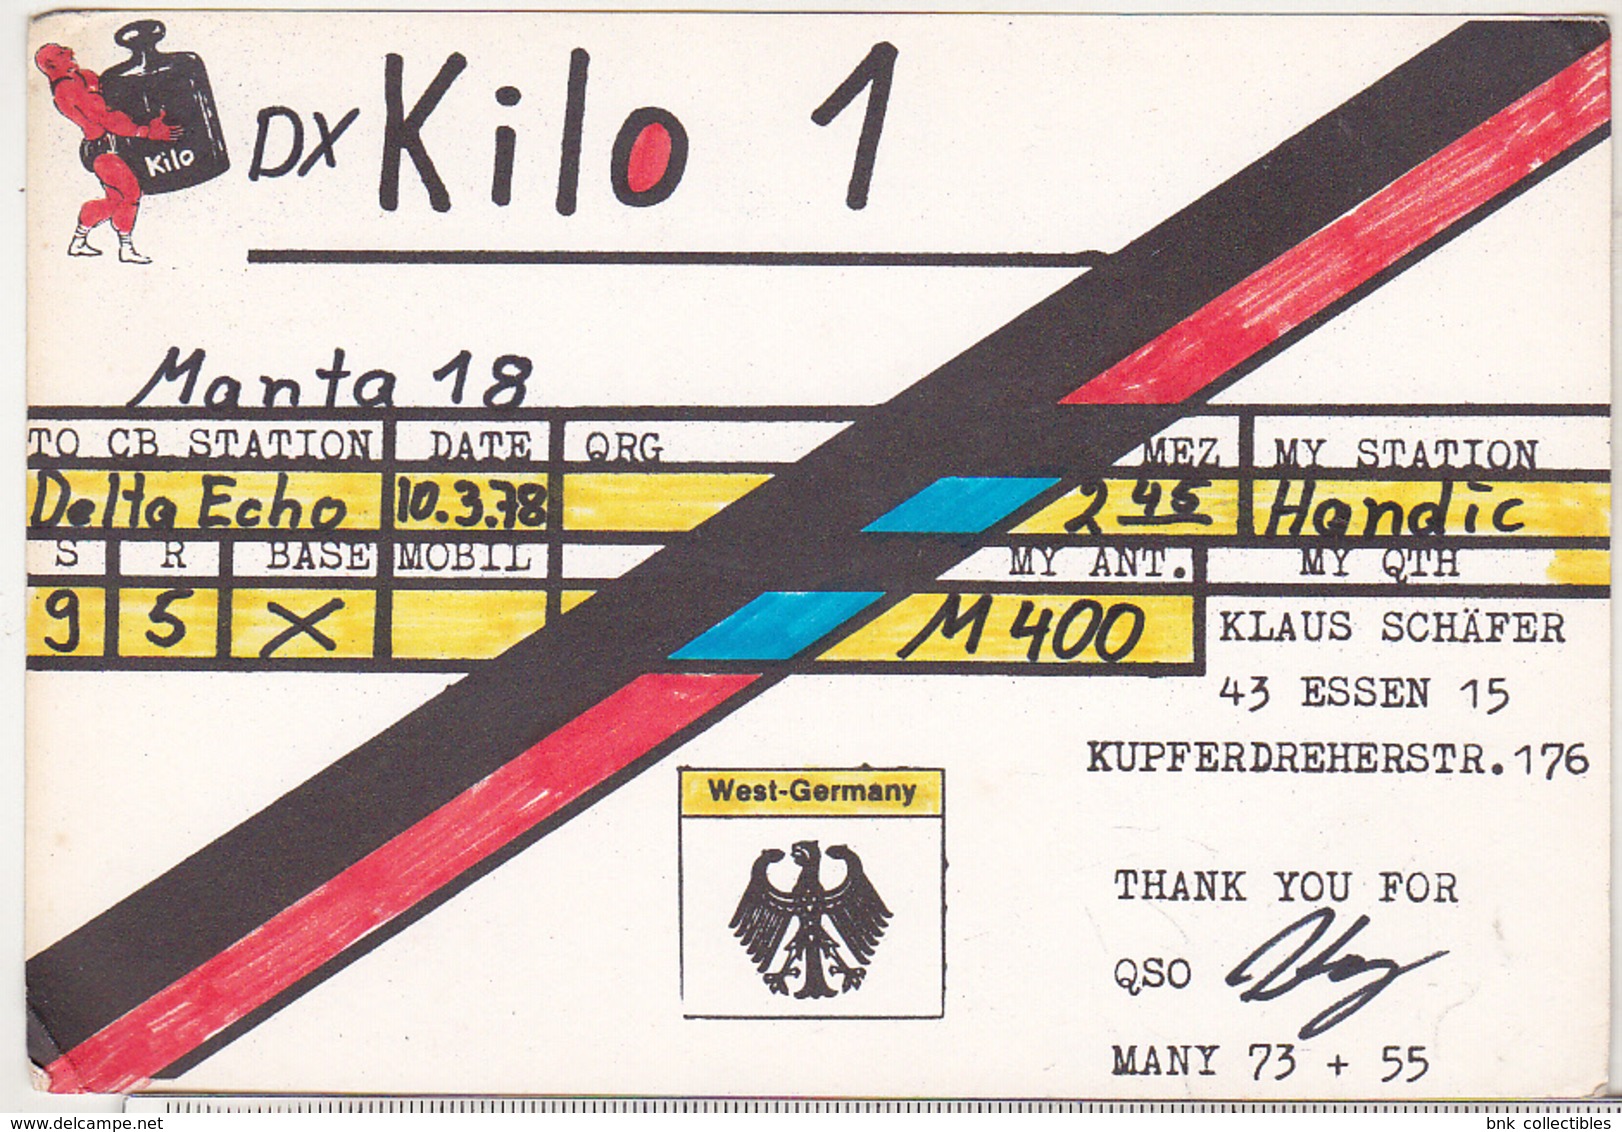 Kilo
DX Kilo 1
Manta 18
TO CB STATION DATE QRG MEZ MY STATION
Delta Echo 10.3.78 2 45 Handic
S R BASE MOBIL MY ANT. MY QTH
9 5 X M 400
KLAUS SCHÄFER
43 ESSEN 15
KUPFERDREHERSTR. 176
West-Germany
THANK YOU FOR
QSO
MANY 73 + 55
delcampe.net
bnk collectibles